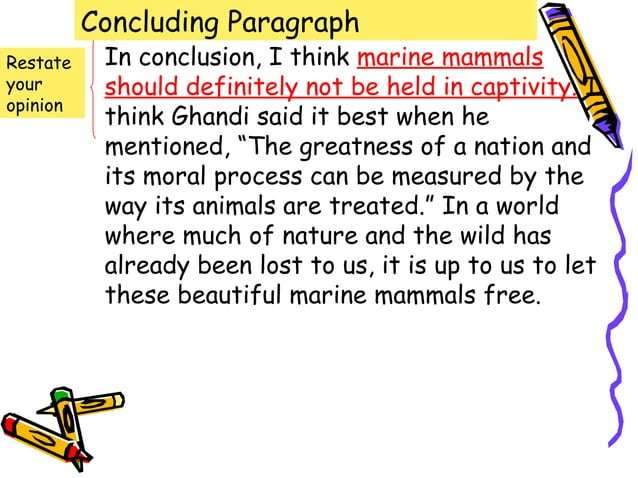 Concluding Paragraph
Restate
your
opinion
In conclusion, I think marine mammals
should definitely not be held in captivity.
think Ghandi said it best when he
mentioned, “The greatness of a nation and
its moral process can be measured by the
way its animals are treated.” In a world
where much of nature and the wild has
already been lost to us, it is up to us to let
these beautiful marine mammals free.